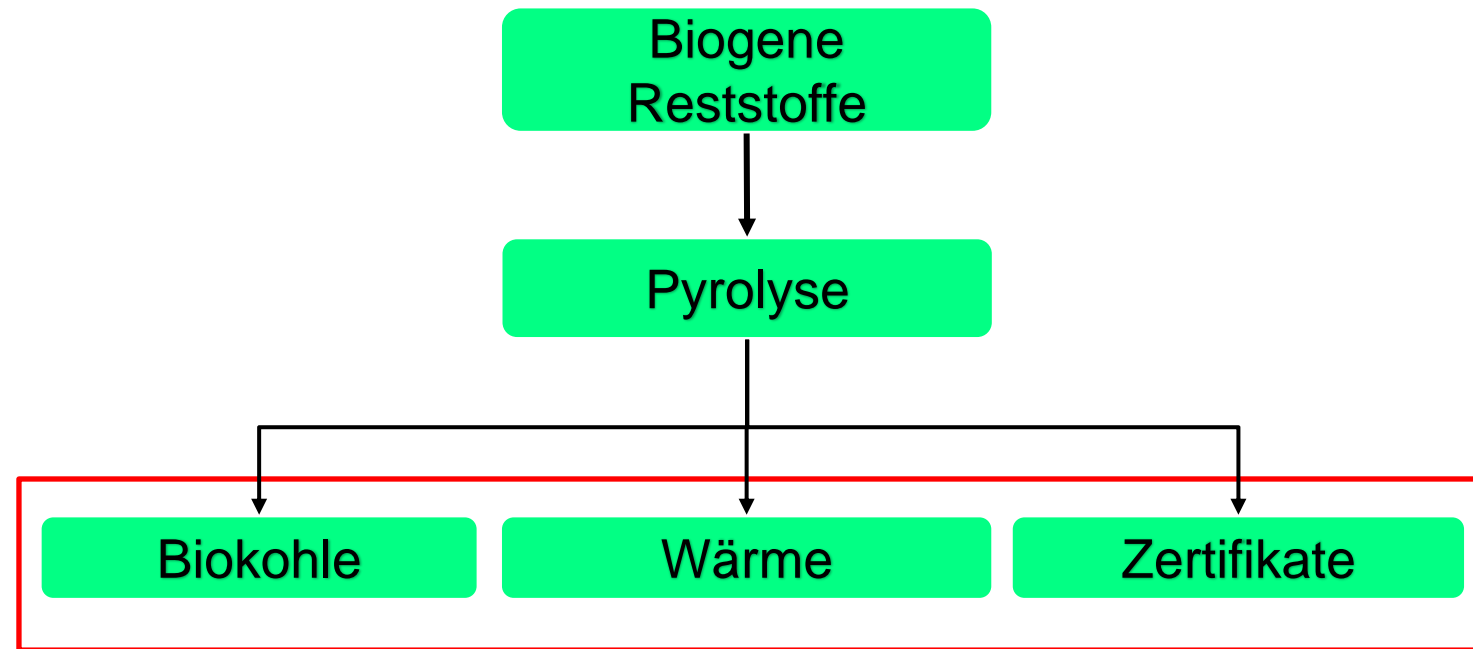 Biogene
Reststoffe
Pyrolyse
Biokohle
Wärme
Zertifikate